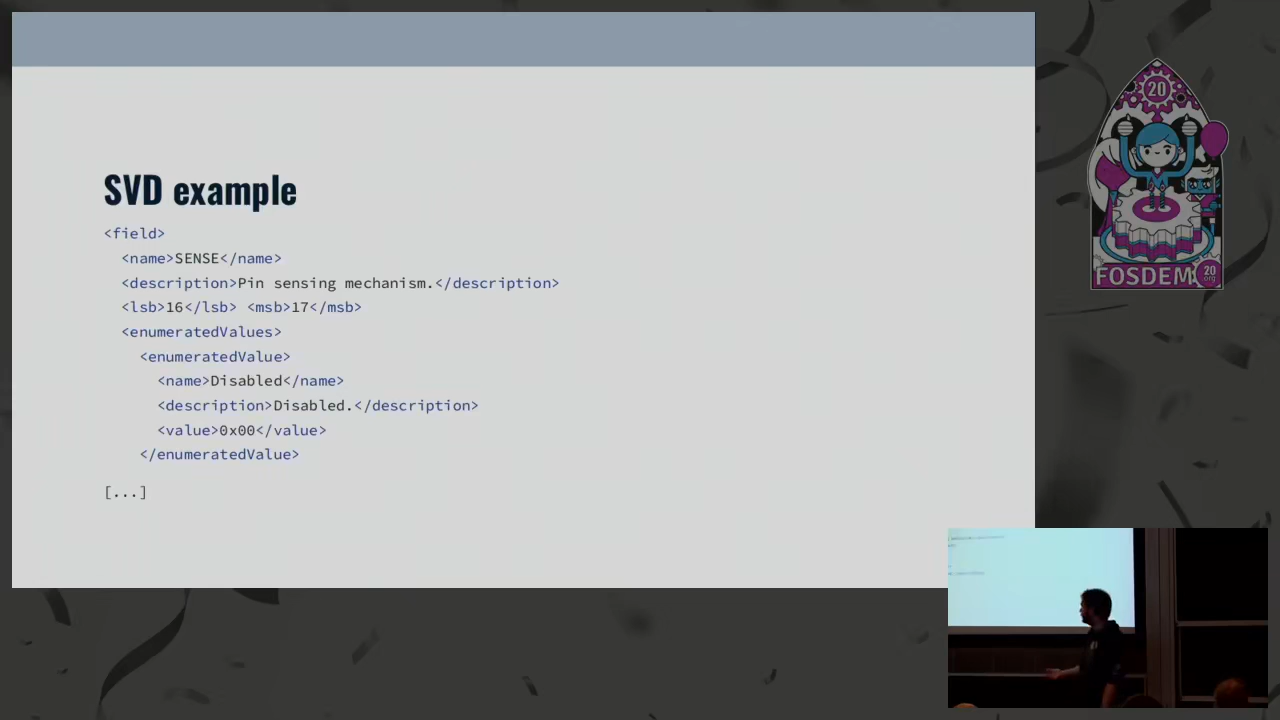 SVD example
<field>
<name>SENSE</name>
<description>Pin sensing mechanism.</description>
<lsb>16</lsb> <msb>17</msb>
<enumeratedValues>
<enumeratedValue>
<name>Disabled</name>
<description>Disabled.</description>
<value>0x00</value>
</enumeratedValue>
[...]
20
FOSDEM
20
org